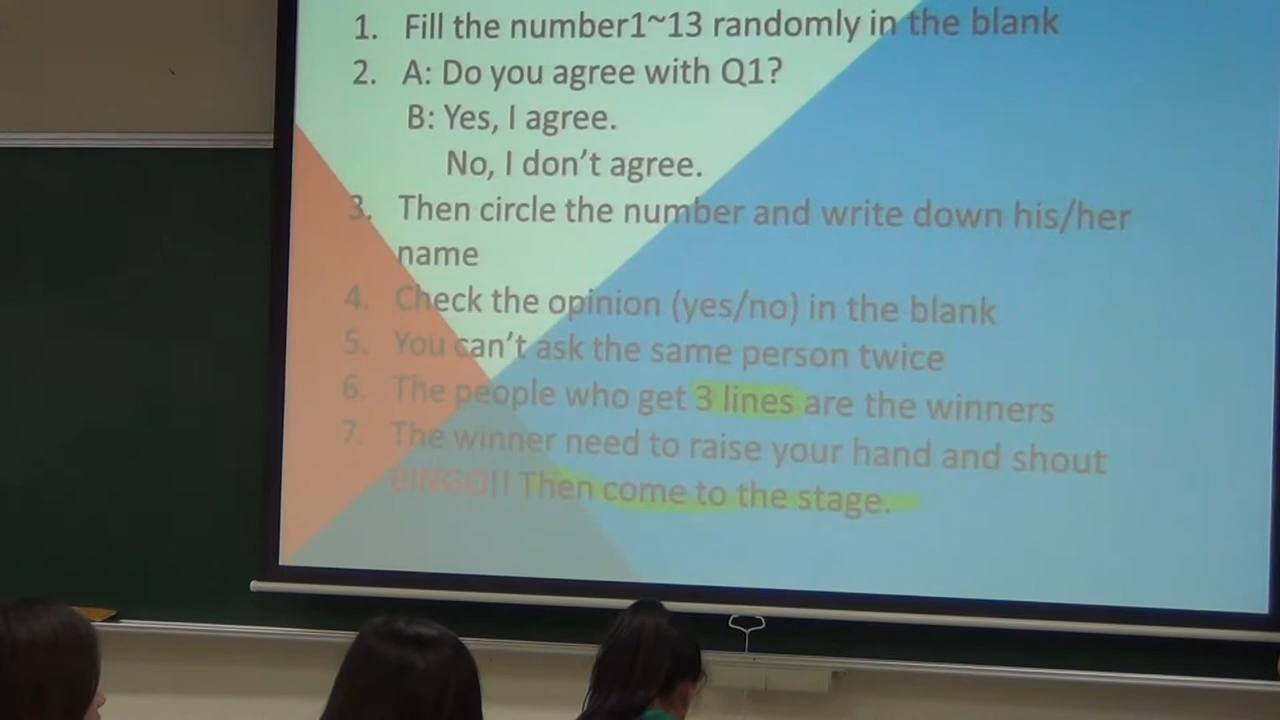 1. Fill the number1~13 randomly in the blank
2. A: Do you agree with Q1?
B: Yes, I agree.
No, I don't agree.
3. Then circle the number and write down his/her
name
4. Check the opinion (yes/no) in the blank
5. You can't ask the same person twice
6. The people who get 3 lines are the winners
7. The winner need to raise your hand and shout
BINGO!! Then come to the stage.